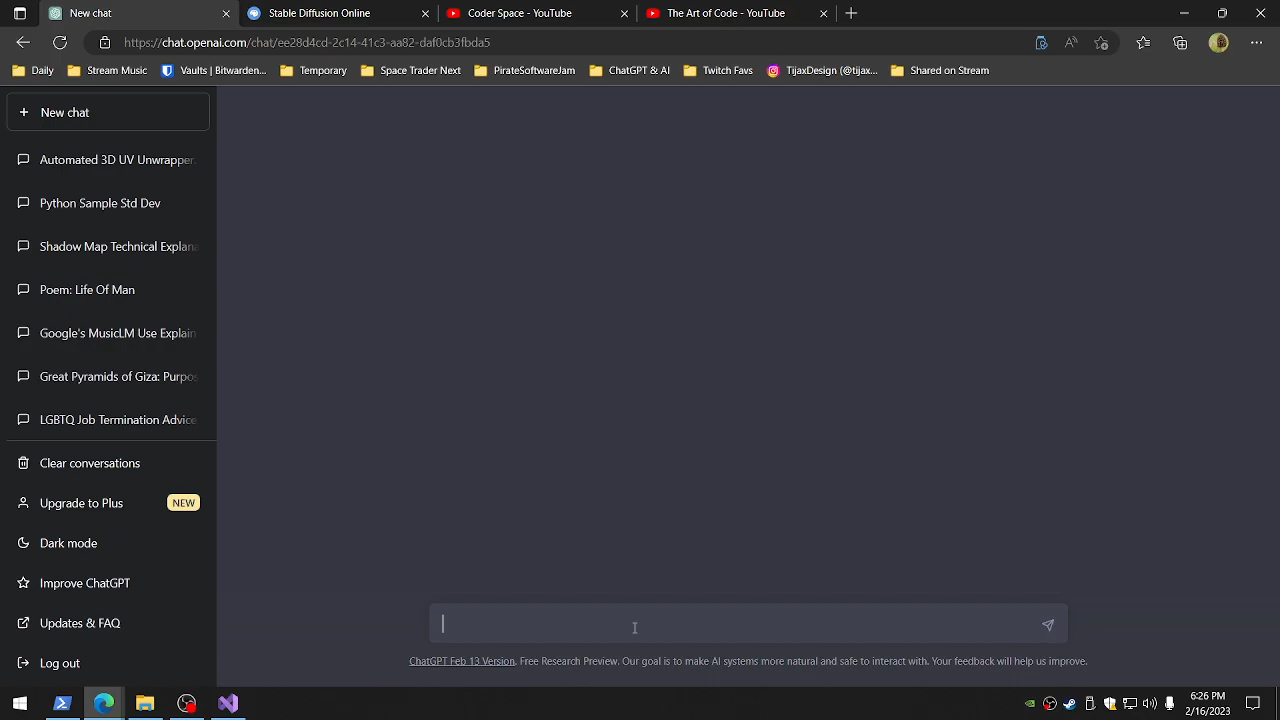 New chat
Stable Diffusion Online
Coder Space - YouTube
The Art of Code - YouTube
https://chat.openai.com/chat/ee28d4cd-2c14-41c3-aa82-daf0cb3fbda5
Daily
Stream Music
Vaults | Bitwarden...
Temporary
Space Trader Next
PirateSoftwareJam
ChatGPT & AI
Twitch Favs
TijaxDesign (@tijax...
Shared on Stream
New chat
Automated 3D UV Unwrapper
Python Sample Std Dev
Shadow Map Technical Explana
Poem: Life Of Man
Google's MusicLM Use Explain
Great Pyramids of Giza: Purpos
LGBTQ Job Termination Advice
Clear conversations
Upgrade to Plus NEW
Dark mode
Improve ChatGPT
Updates & FAQ
Log out
ChatGPT Feb 13 Version. Free Research Preview. Our goal is to make AI systems more natural and safe to interact with. Your feedback will help us improve.
6:26 PM
2/16/2023